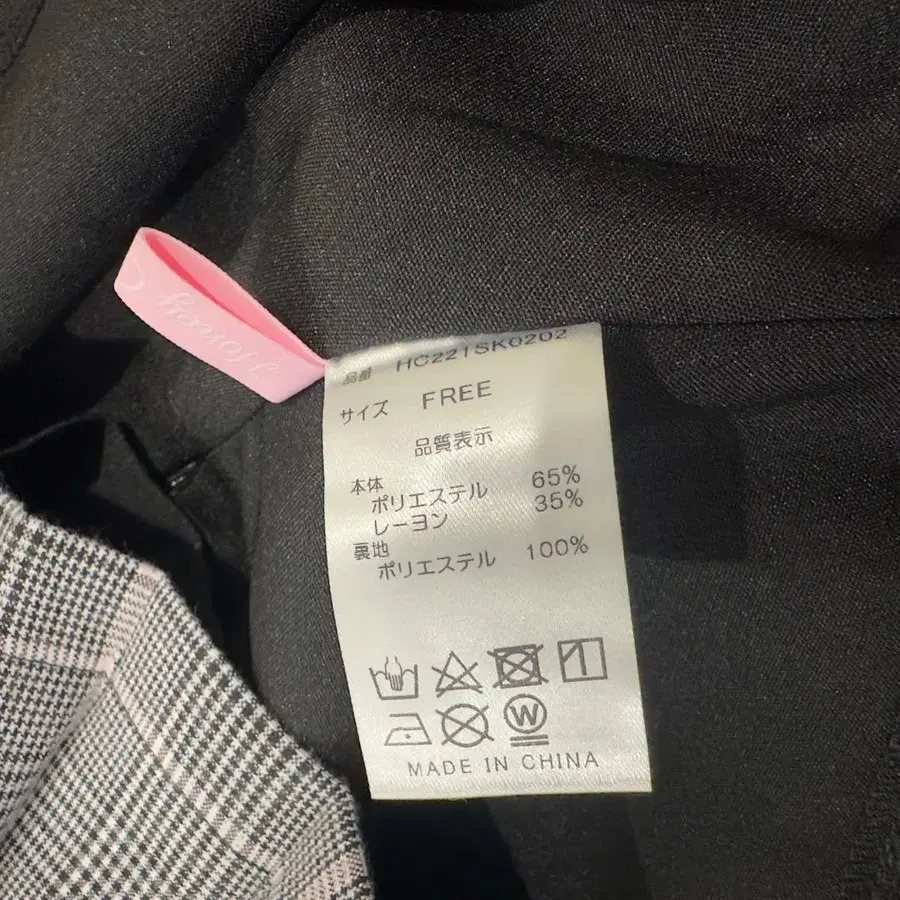 Honey C
品番 HC221SK0202
サイズ FREE
品質表示
本体
ポリエステル 65%
レーヨン 35%
裏地
ポリエステル 100%
W
MADE IN CHINA